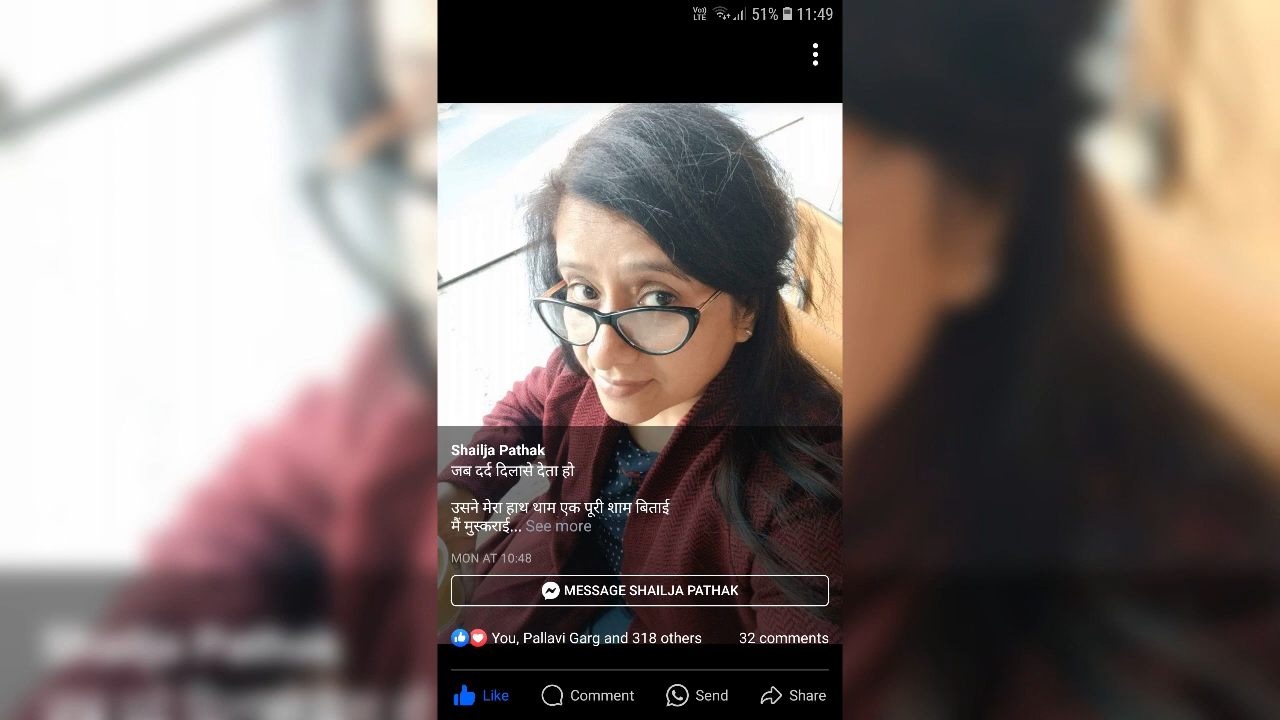 Vo)) LTE 51% 11:49
Shailja Pathak
जब दर्द दिलासे देता हो
उसने मेरा हाथ थाम एक पूरी शाम बिताई
मैं मुस्कराई... See more
MON AT 10:48
MESSAGE SHAILJA PATHAK
You, Pallavi Garg and 318 others 32 comments
Like Comment Send Share